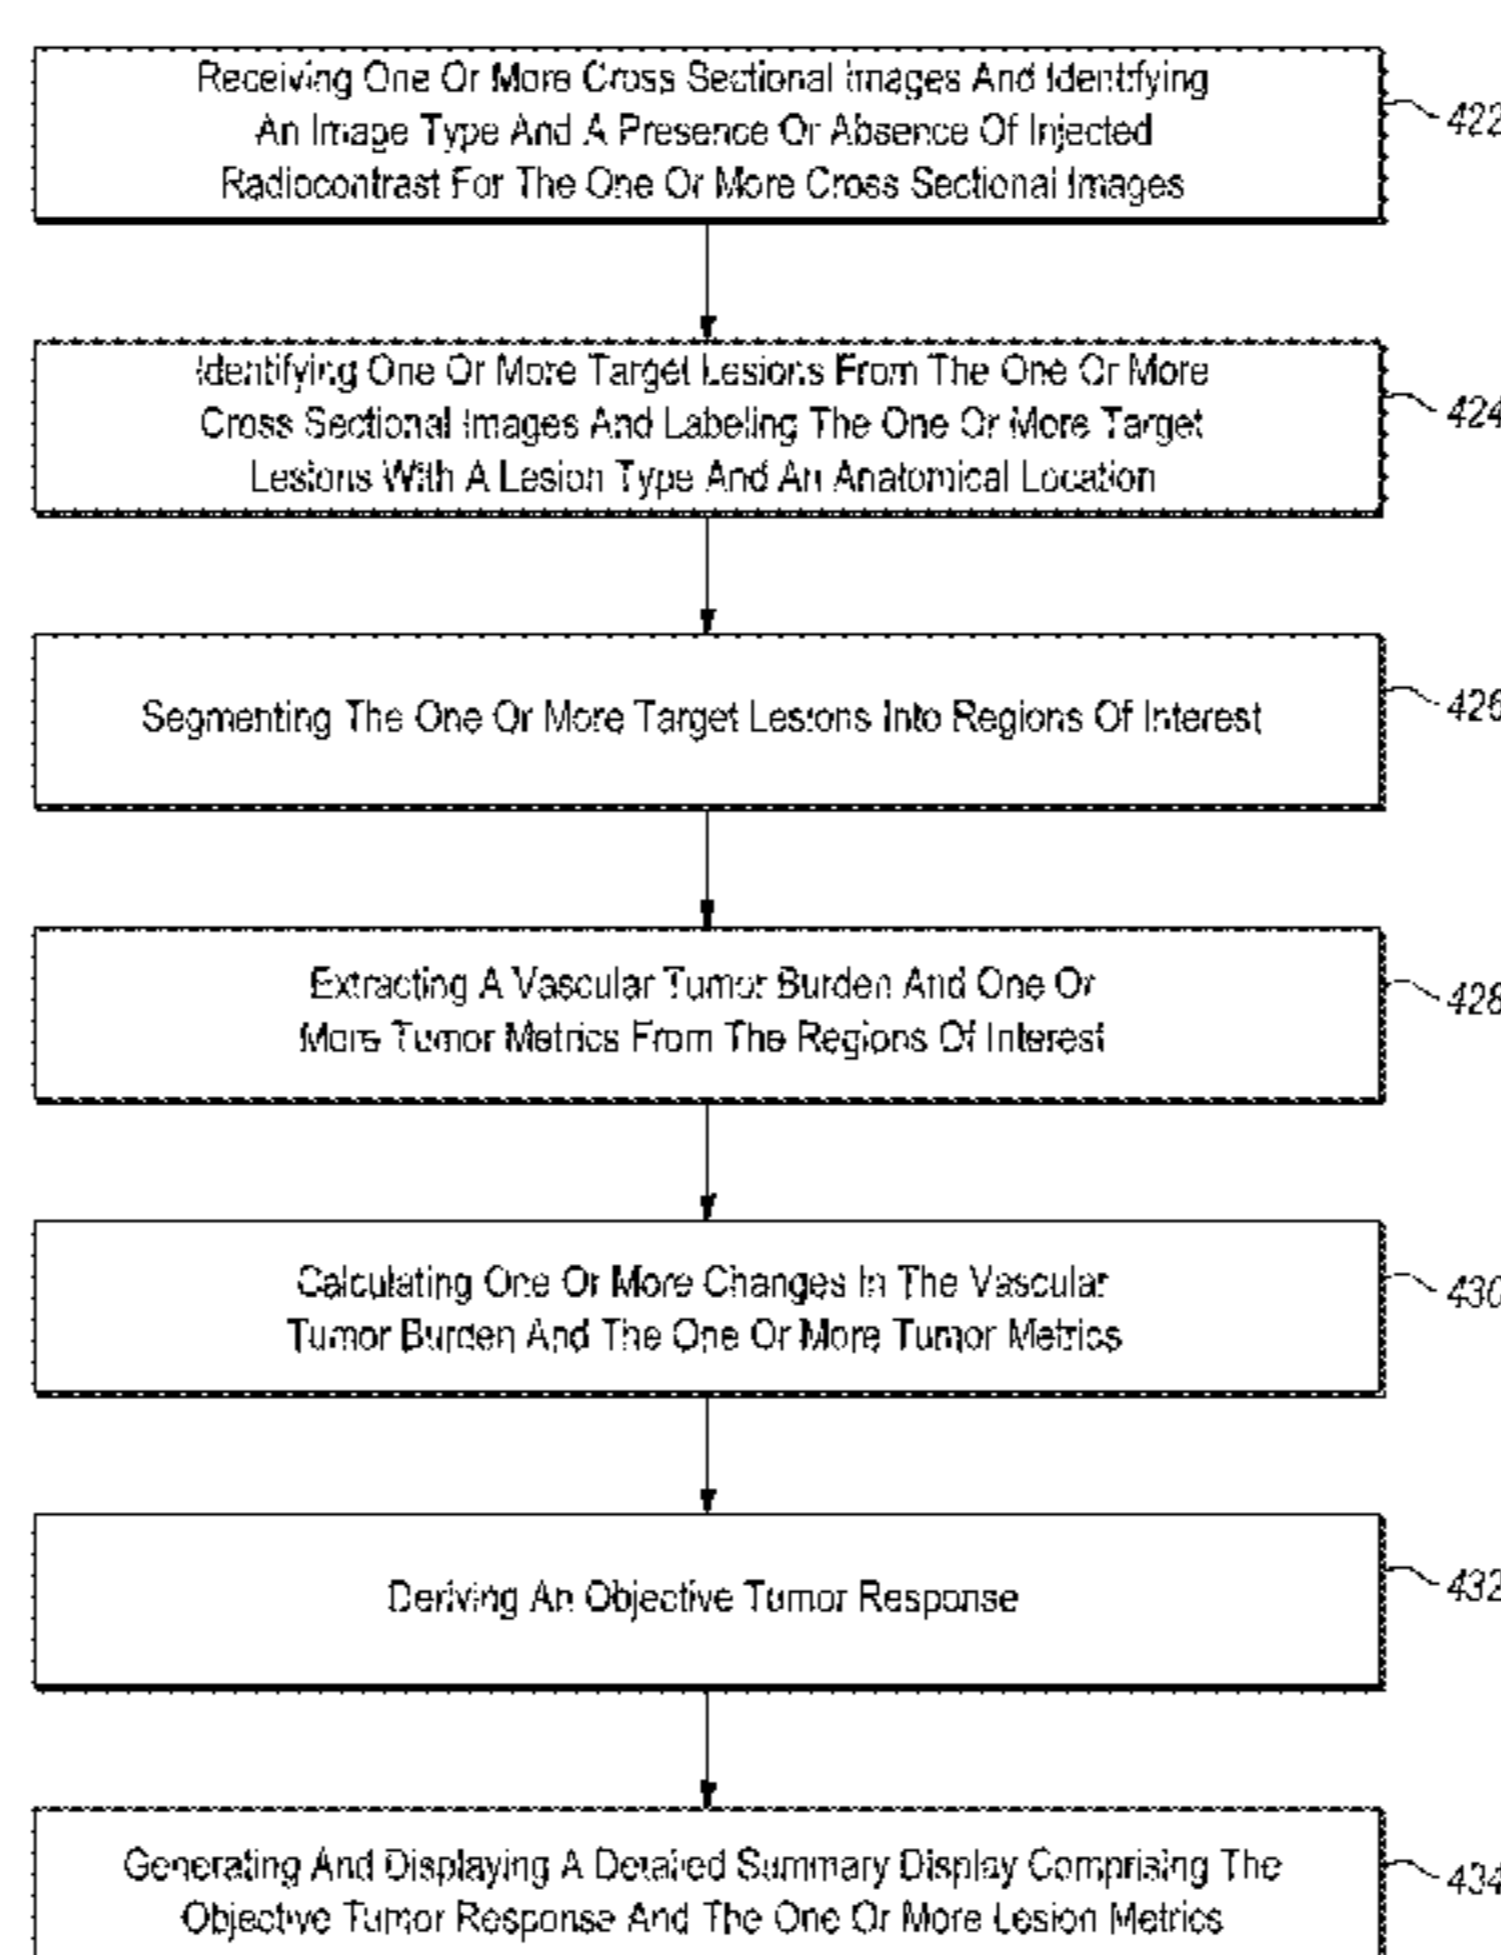 Receiving One Or More Cross Sectional Images And Identifying
An Image Type And A Presence Or Absence Of Injected
Radiocontrast For The One Or More Cross Sectional Images
422
Identifying One Or More Target Lesions From The One Or More
Cross Sectional Images And Labeling The One Or More Target
Lesions With A Lesion Type And An Anatomical Location
424
Segmenting The One Or More Target Lesions Into Regions Of Interest
426
Extracting A Vascular Tumor Burden And One Or
More Tumor Metrics From The Regions Of Interest
428
Calculating One Or More Changes In The Vascular
Tumor Burden And The One Or More Tumor Metrics
430
Deriving An Objective Tumor Response
432
Generating And Displaying A Detailed Summary Display Comprising The
Objective Tumor Response And The One Or More Lesion Metrics
434